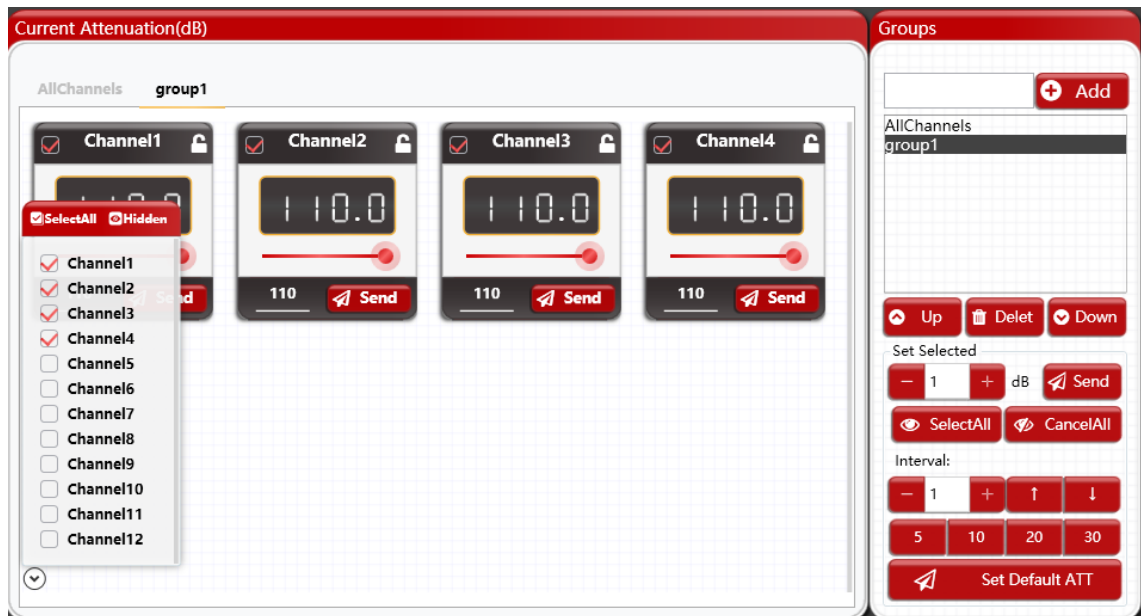 Current Attenuation(dB)
Groups
AllChannels group1
Add
AllChannels
group1
Channel1 Channel2 Channel3 Channel4
110.0 110.0 110.0
SelectAll Hidden
Channel1
Channel2
Channel3
Channel4
Channel5
Channel6
Channel7
Channel8
Channel9
Channel10
Channel11
Channel12
110 Send 110 Send 110 Send
Up Delet Down
Set Selected
1 dB Send
SelectAll CancelAll
Interval:
1 ↑ ↓
5 10 20 30
Set Default ATT